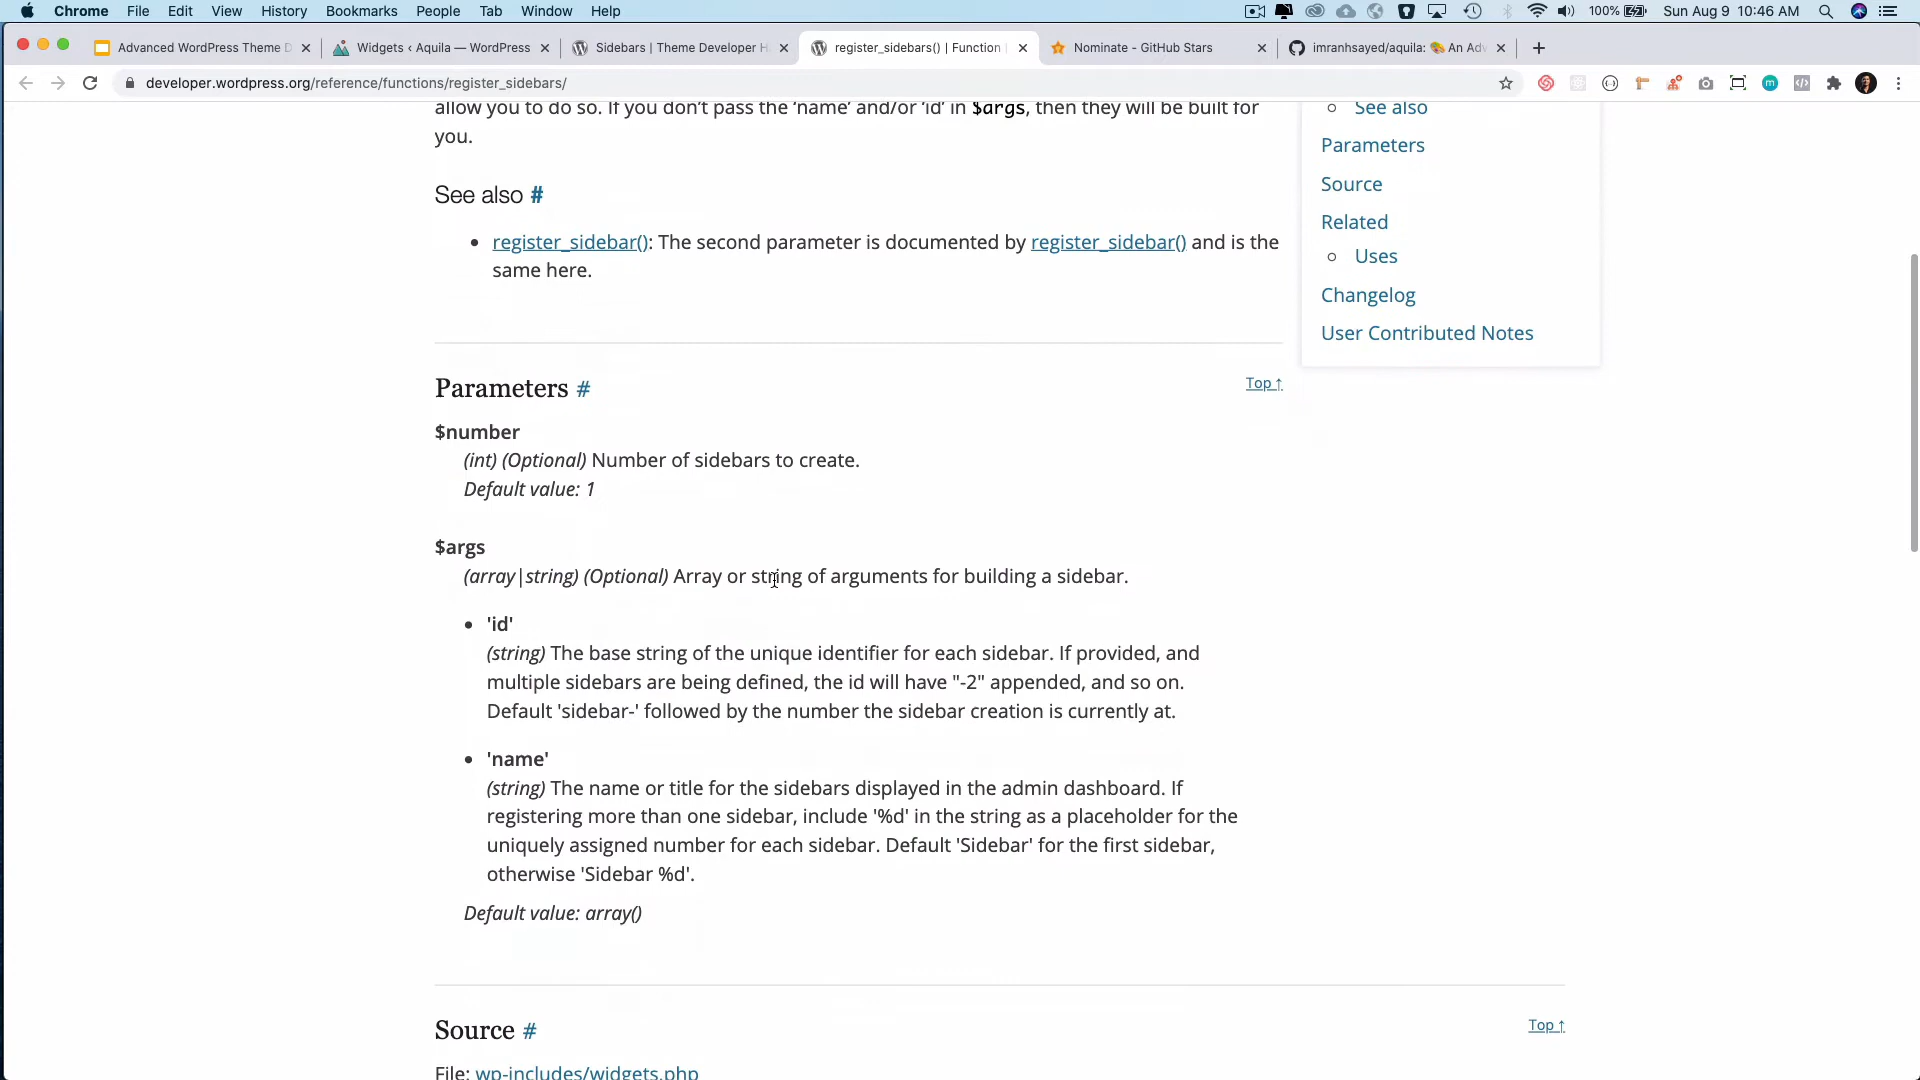 Chrome File Edit View History Bookmarks People Tab Window Help 100% Sun Aug 9 10:46 AM
Advanced WordPress Theme D
Widgets ‹ Aquila — WordPress
Sidebars | Theme Developer H
register_sidebars() | Function
Nominate - GitHub Stars
imranhsayed/aquila: 🎨 An Adv
developer.wordpress.org/reference/functions/register_sidebars/
allow you to do so. If you don't pass the ‘name’ and/or ‘id’ in $args, then they will be built for
you.
See also #
register_sidebar(): The second parameter is documented by register_sidebar() and is the
same here.
See also
Parameters
Source
Related
Uses
Changelog
User Contributed Notes
Parameters #
Top ↑
$number
(int) (Optional) Number of sidebars to create.
Default value: 1
$args
(array|string) (Optional) Array or string of arguments for building a sidebar.
'id'
(string) The base string of the unique identifier for each sidebar. If provided, and
multiple sidebars are being defined, the id will have "-2" appended, and so on.
Default 'sidebar-' followed by the number the sidebar creation is currently at.
'name'
(string) The name or title for the sidebars displayed in the admin dashboard. If
registering more than one sidebar, include '%d' in the string as a placeholder for the
uniquely assigned number for each sidebar. Default 'Sidebar' for the first sidebar,
otherwise 'Sidebar %d'.
Default value: array()
Source #
Top ↑
File: wp-includes/widgets.php